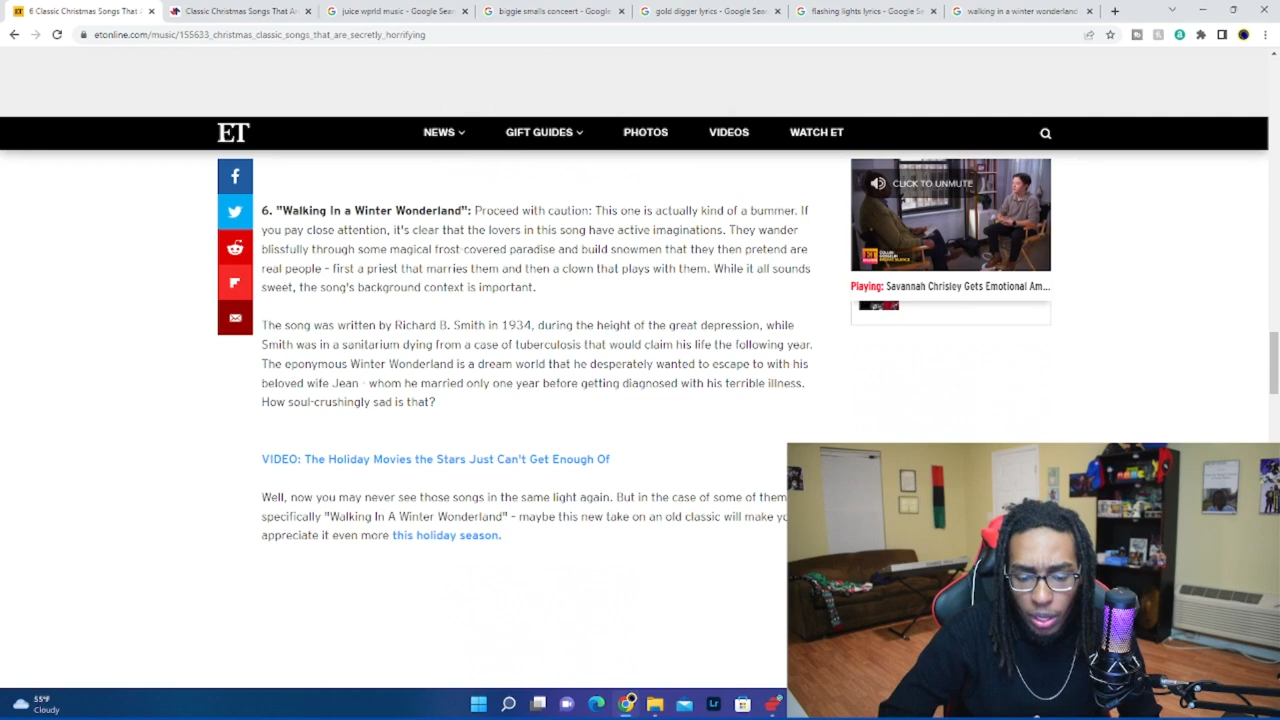 6 Classic Christmas Songs That A
Classic Christmas Songs That Ar
juice wprld music - Google Sear
biggie smalls conceert - Google
gold digger lyrics - Google Sea
flashing lights lyrics - Google Se
walking in a winter wonderland
etonline.com/music/155633_christmas_classic_songs_that_are_secretly_horrifying
ET
NEWS
GIFT GUIDES
PHOTOS
VIDEOS
WATCH ET
CLICK TO UNMUTE
Playing: Savannah Chrisley Gets Emotional Am...
6. "Walking In a Winter Wonderland": Proceed with caution: This one is actually kind of a bummer. If
you pay close attention, it's clear that the lovers in this song have active imaginations. They wander
blissfully through some magical frost-covered paradise and build snowmen that they then pretend are
real people - first a priest that marries them and then a clown that plays with them. While it all sounds
sweet, the song's background context is important.
The song was written by Richard B. Smith in 1934, during the height of the great depression, while
Smith was in a sanitarium dying from a case of tuberculosis that would claim his life the following year.
The eponymous Winter Wonderland is a dream world that he desperately wanted to escape to with his
beloved wife Jean - whom he married only one year before getting diagnosed with his terrible illness.
How soul-crushingly sad is that?
VIDEO: The Holiday Movies the Stars Just Can't Get Enough Of
Well, now you may never see those songs in the same light again. But in the case of some of them
specifically "Walking In A Winter Wonderland" - maybe this new take on an old classic will make yo
appreciate it even more this holiday season.
55°F
Cloudy